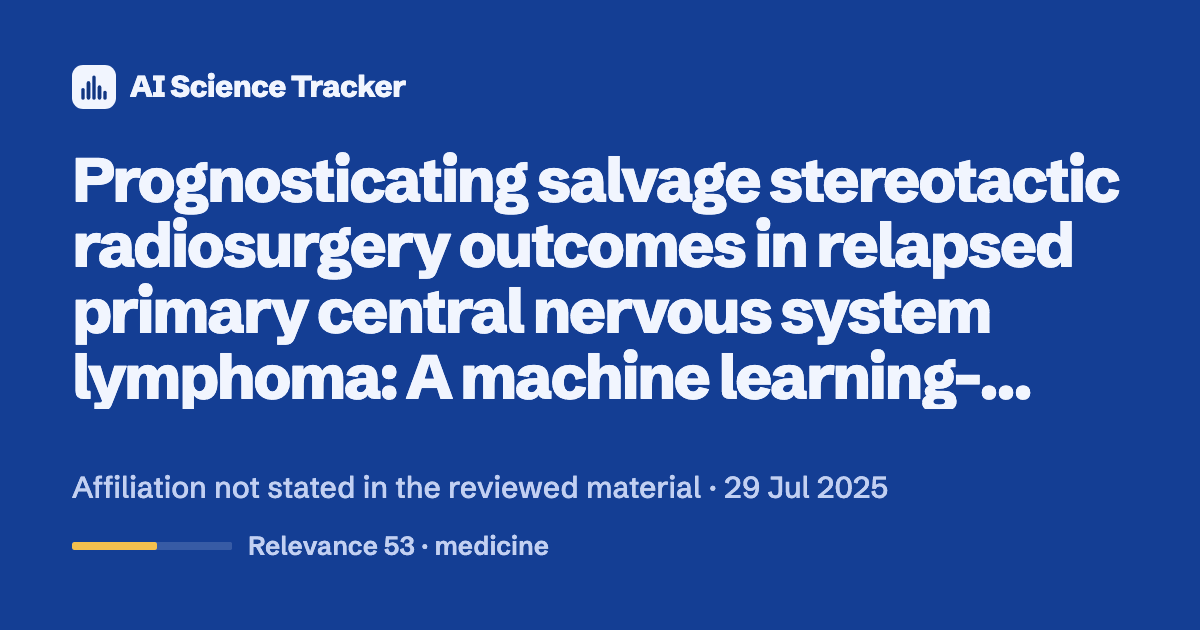 AI Science Tracker
Prognosticating salvage stereotactic
radiosurgery outcomes in relapsed
primary central nervous system
lymphoma: A machine learning-...
Affiliation not stated in the reviewed material · 29 Jul 2025
Relevance 53 · medicine